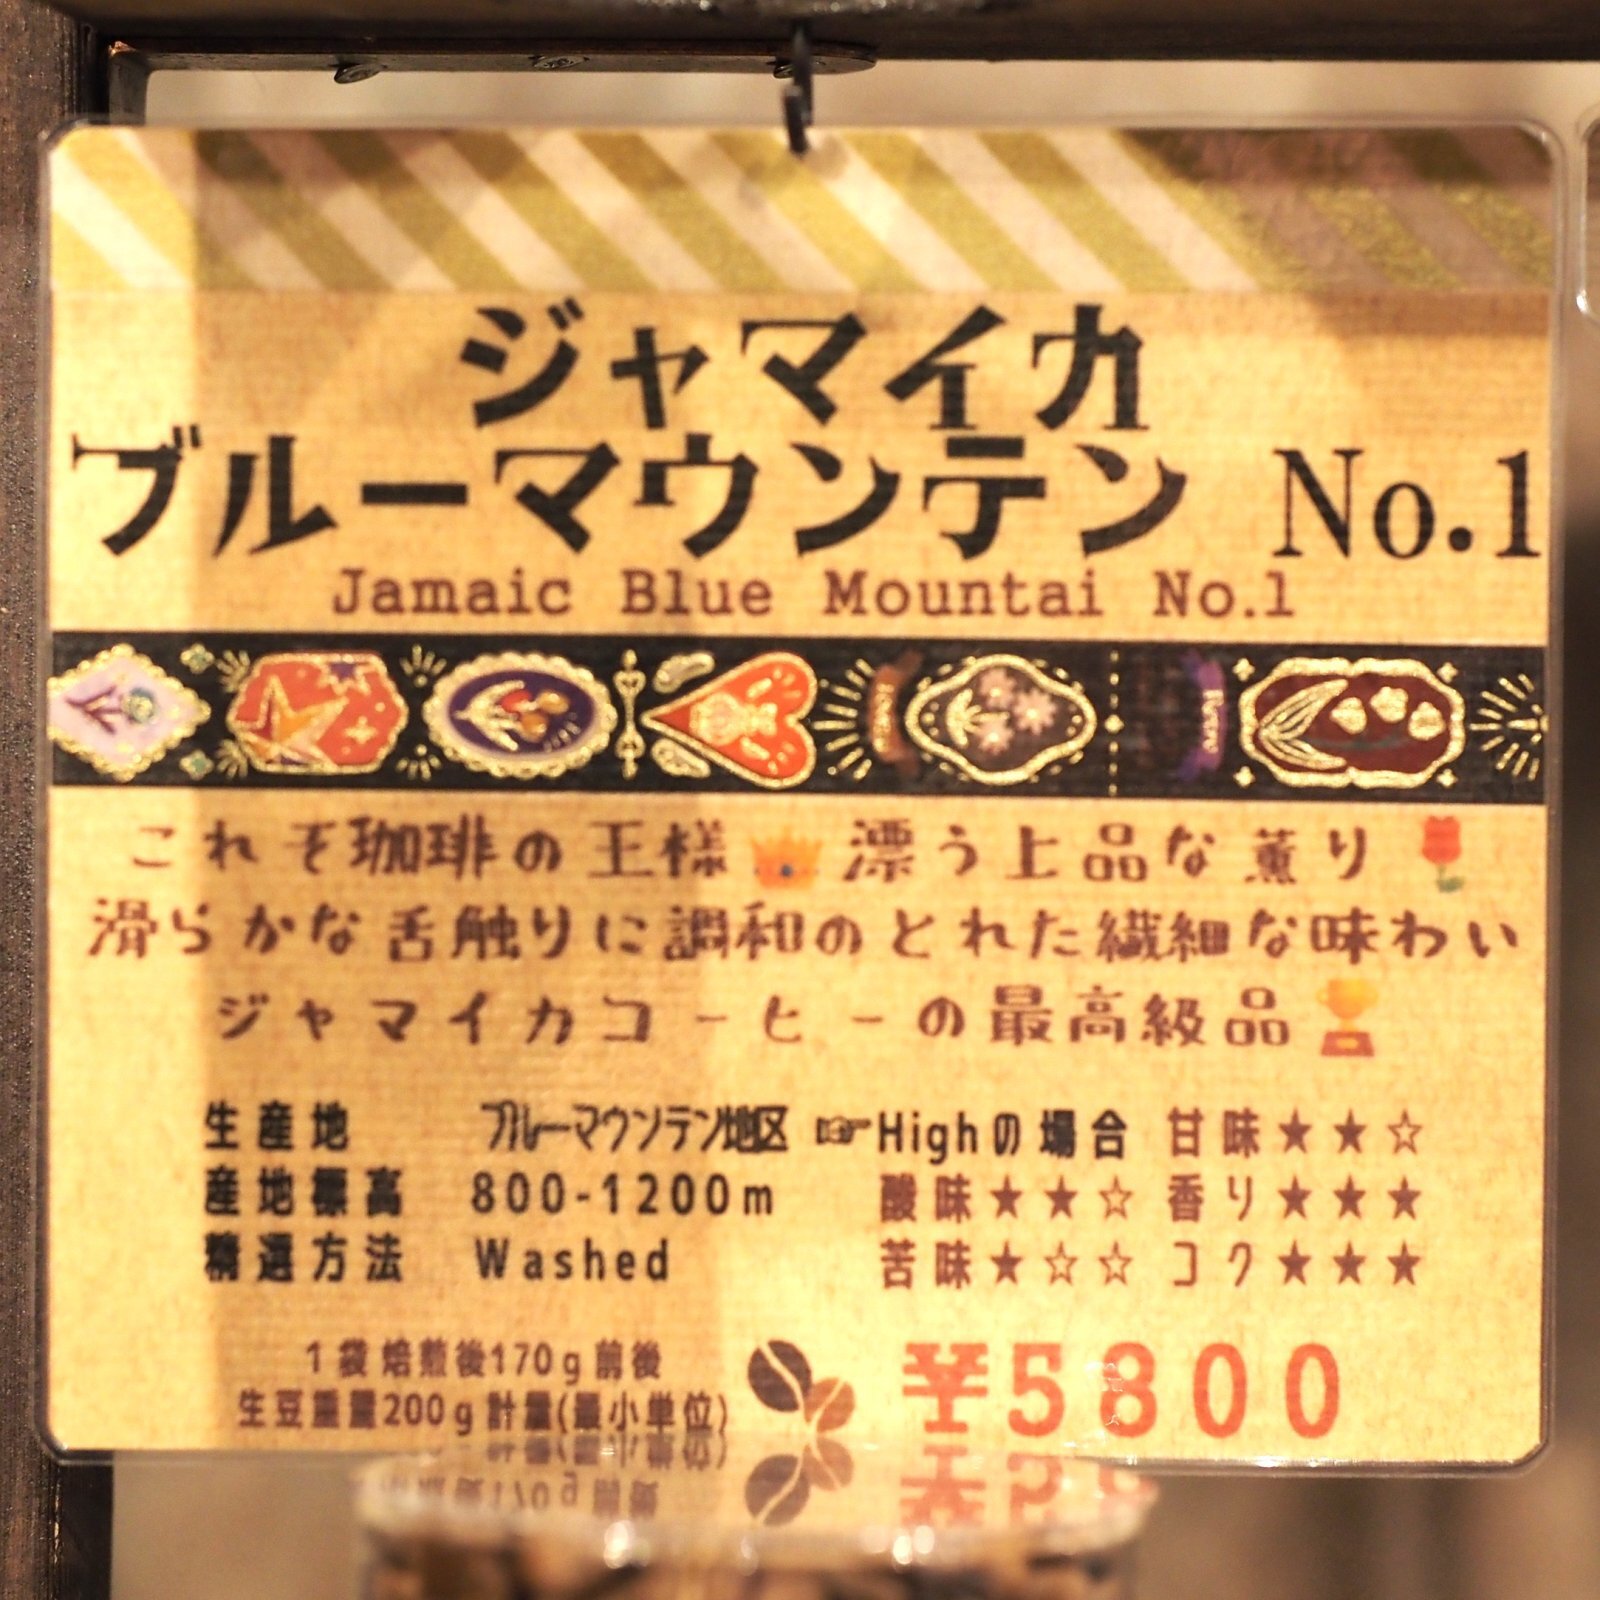 ジャマイカ
ブルーマウンテン No.1
Jamaic Blue Mountai No.1
これぞ珈琲の王様👑漂う上品な薫り🌷
滑らかな舌触りに調和のとれた繊細な味わい
ジャマイカコーヒーの最高級品🏆
生産地 ブルーマウンテン地区 ☞Highの場合 甘味★★☆
産地標高 800-1200m 酸味★★☆ 香り★★★
精選方法 Washed 苦味★☆☆ コク★★★
1袋焙煎後170g前後
生豆重量200g計量(最小単位)
¥5800